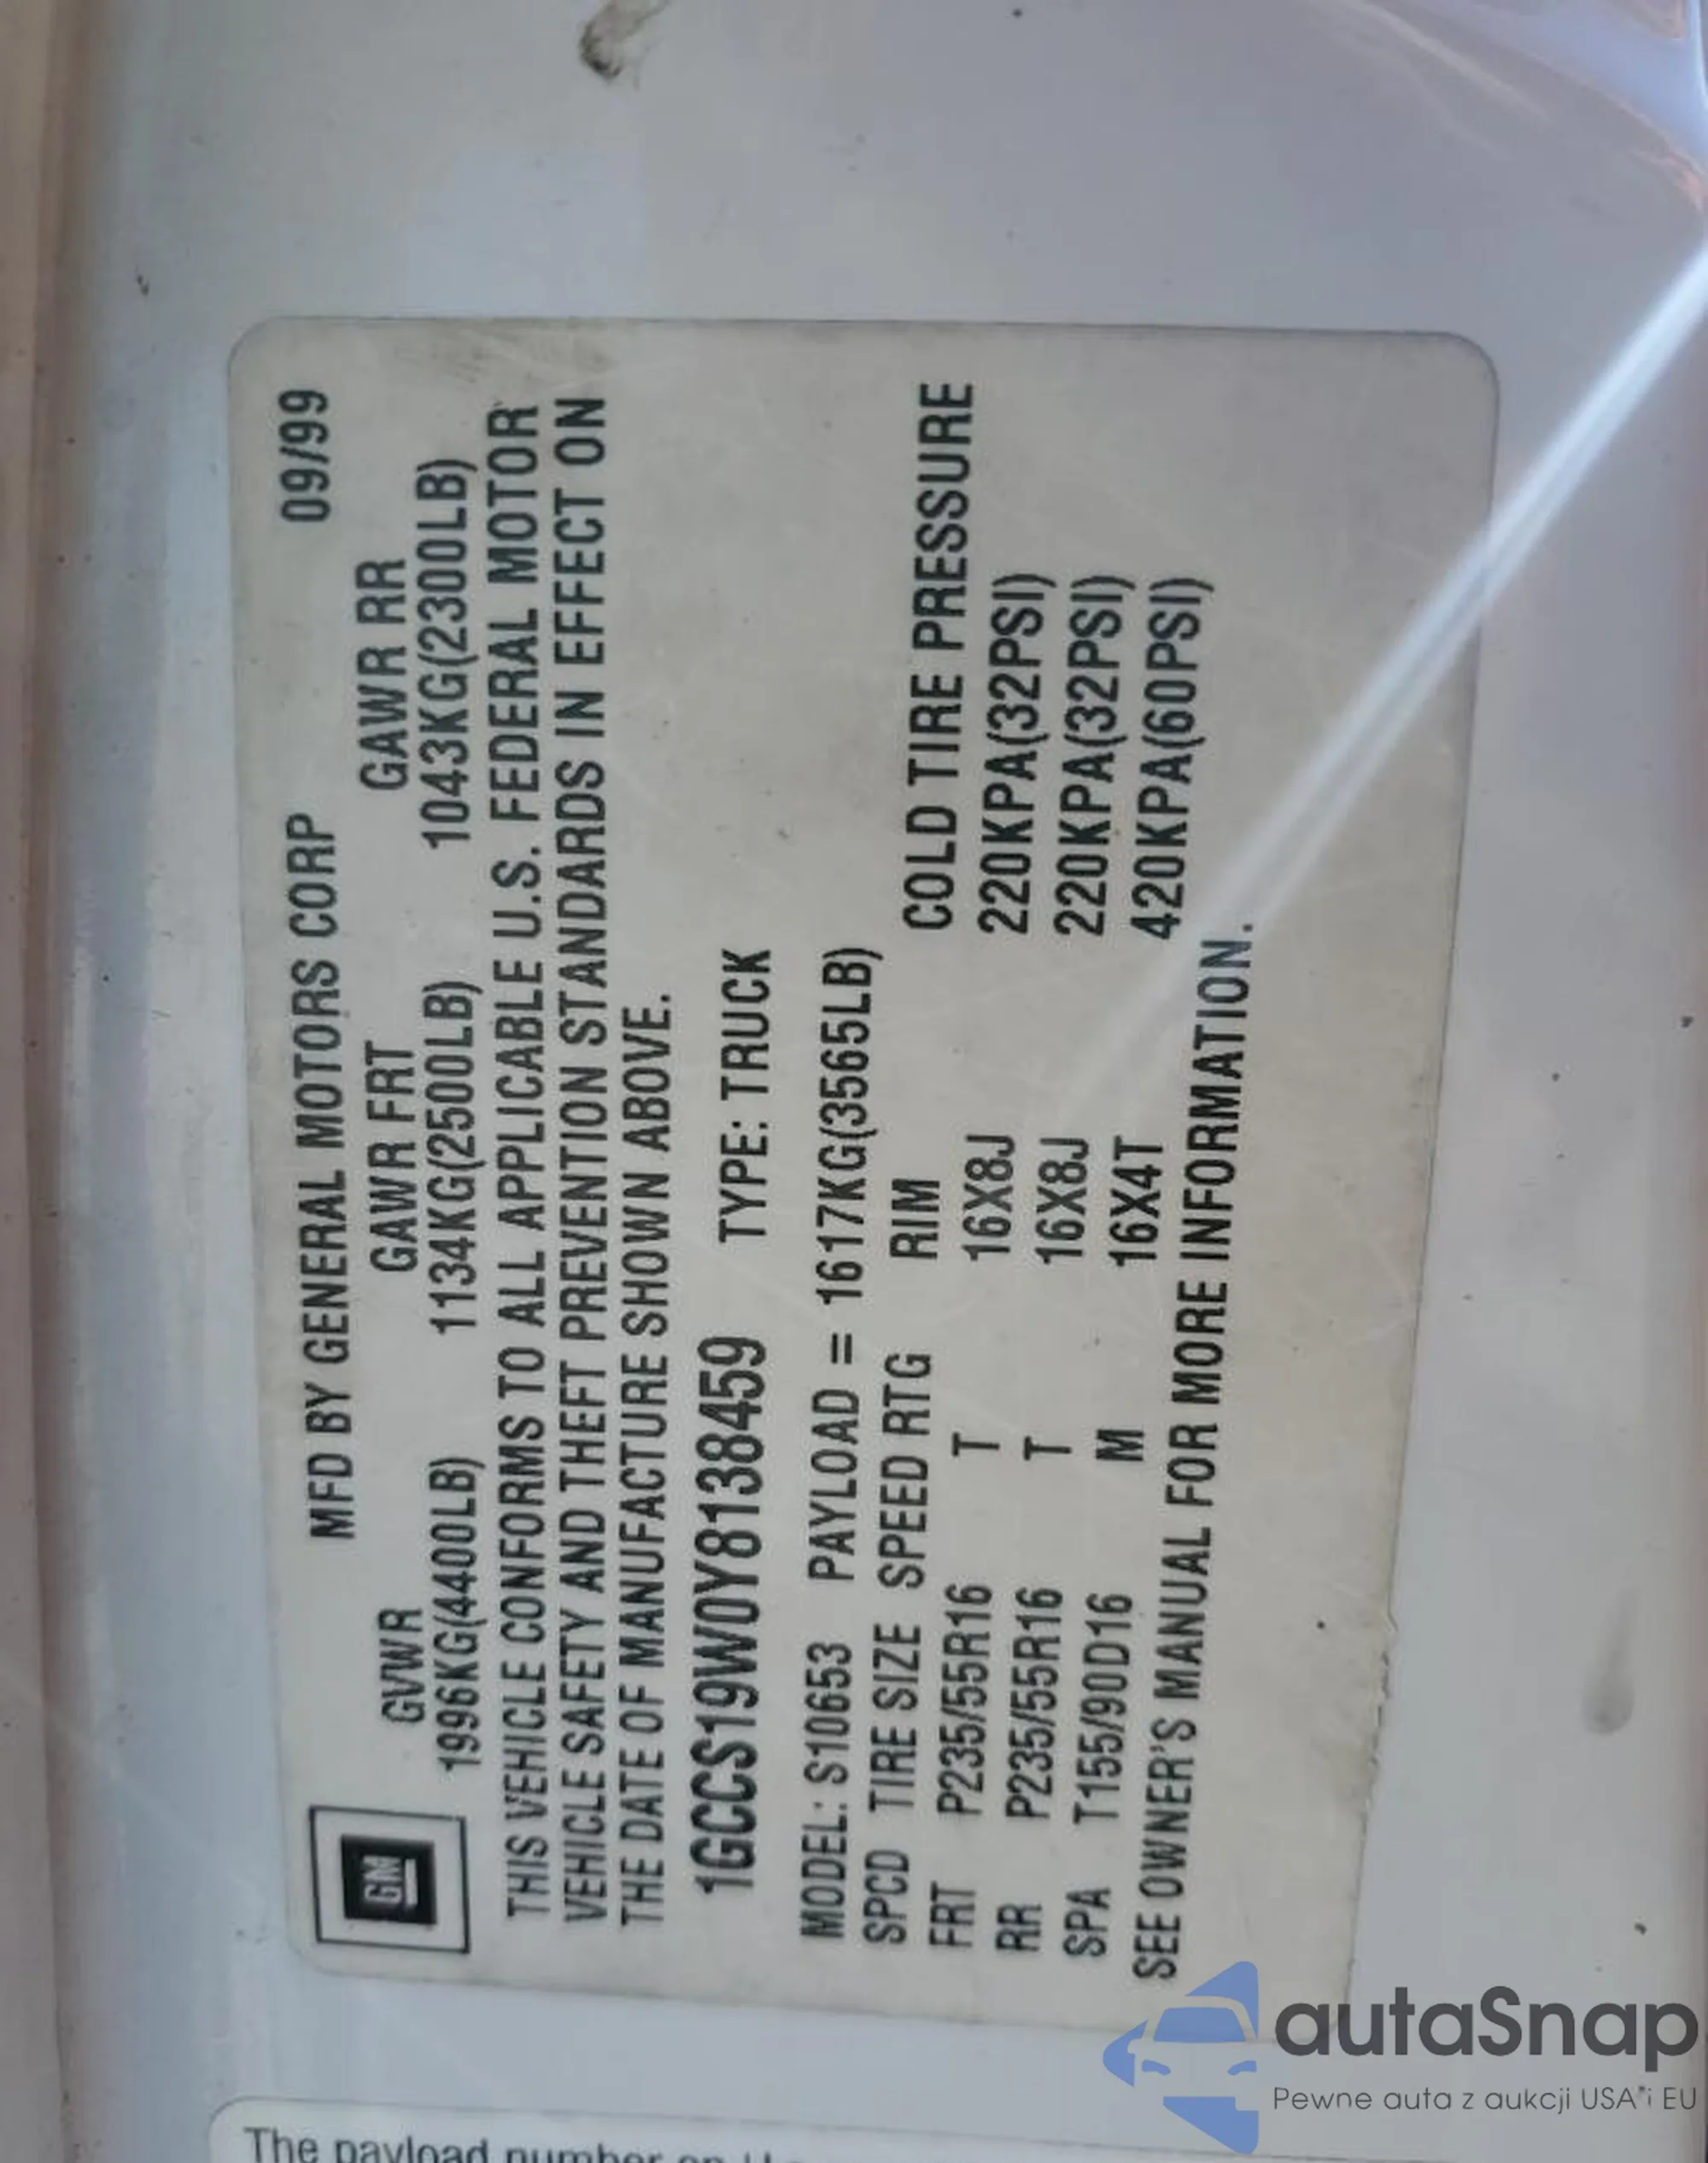 GM
MFD BY GENERAL MOTORS CORP 09/99
GVWR GAWR FRT GAWR RR
1996KG(4400LB) 1134KG(2500LB) 1043KG(2300LB)
THIS VEHICLE CONFORMS TO ALL APPLICABLE U.S. FEDERAL MOTOR
VEHICLE SAFETY AND THEFT PREVENTION STANDARDS IN EFFECT ON
THE DATE OF MANUFACTURE SHOWN ABOVE.
1GCCS19W0Y8138459 TYPE: TRUCK
MODEL: S10653 PAYLOAD = 1617KG(3565LB)
SPCD TIRE SIZE SPEED RTG RIM COLD TIRE PRESSURE
FRT P235/55R16 T 16X8J 220KPA(32PSI)
RR P235/55R16 T 16X8J 220KPA(32PSI)
SPA T155/90D16 M 16X4T 420KPA(60PSI)
SEE OWNER'S MANUAL FOR MORE INFORMATION.
The payload number on
autaSnap
Pewne auta z aukcji USA i EU